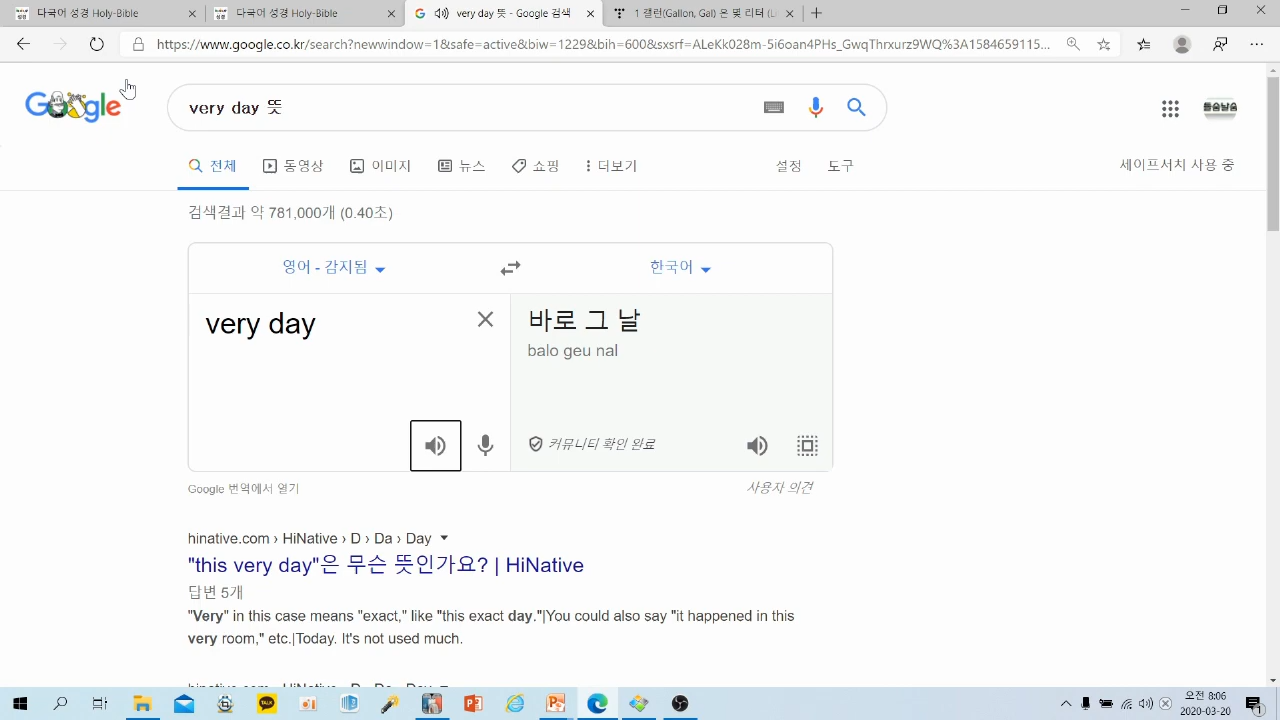 다국어 성경 Holy-Bible
다국어 성경 Holy-Bible
very day 뜻 - Google 검색
1 갤런(Gallon, Gal) 은 몇 리터 (L
https://www.google.co.kr/search?newwindow=1&safe=active&biw=1229&bih=600&sxsrf=ALeKk028m-5i6oan4PHs_GwqThrxurz9WQ%3A1584659115...
Google
very day 뜻
전체 동영상 이미지 뉴스 쇼핑 더보기 설정 도구
세이프서치 사용 중
검색결과 약 781,000개 (0.40초)
영어 - 감지됨 한국어
very day
바로 그 날
balo geu nal
커뮤니티 확인 완료
Google 번역에서 열기
사용자 의견
hinative.com › HiNative › D › Da › Day
"this very day"은 무슨 뜻인가요? | HiNative
답변 5개
"Very" in this case means "exact," like "this exact day."|You could also say "it happened in this
very room," etc.|Today. It's not used much.
hinative.com › HiNative › D › Da › Day
TALK
오전 8:06
2020-03-20